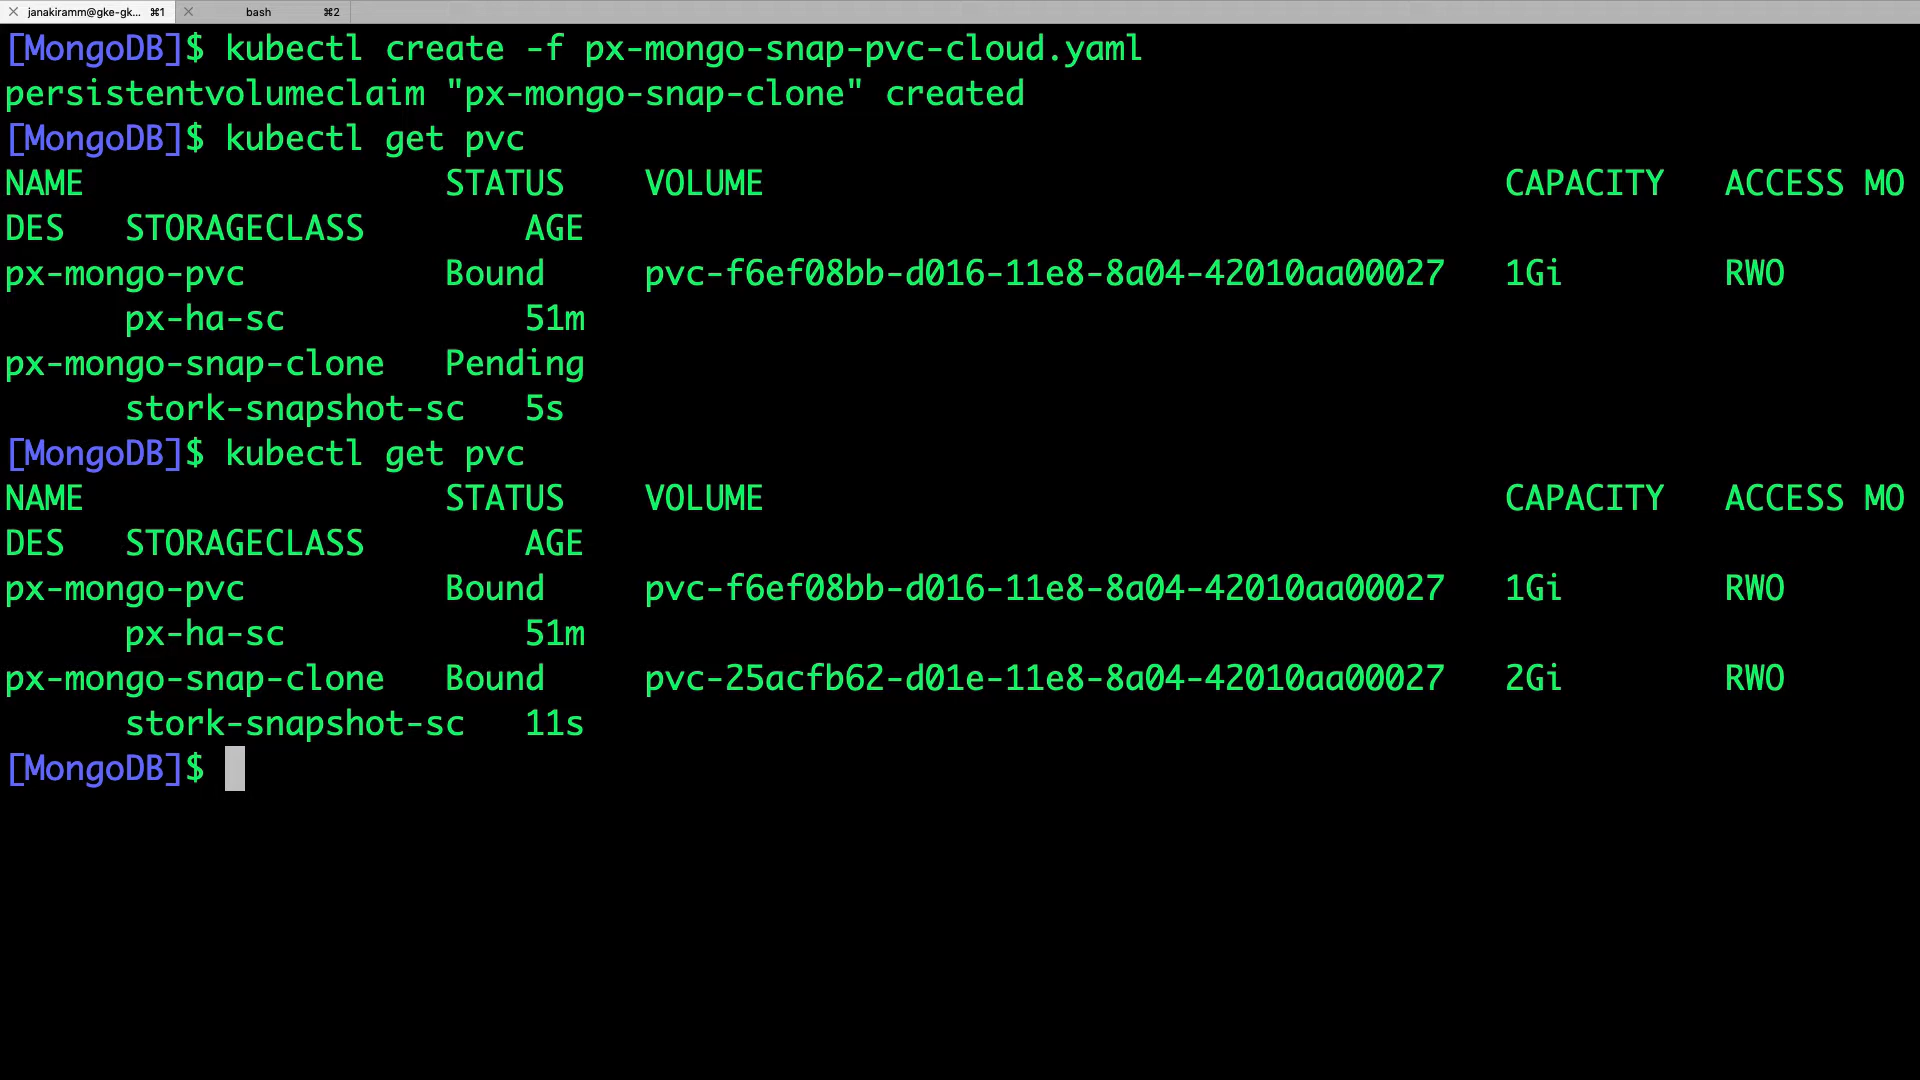 janakiramm@gke-gk... ⌘1 bash ⌘2
[MongoDB]$ kubectl create -f px-mongo-snap-pvc-cloud.yaml
persistentvolumeclaim "px-mongo-snap-clone" created
[MongoDB]$ kubectl get pvc
NAME STATUS VOLUME CAPACITY ACCESS MO
DES STORAGECLASS AGE
px-mongo-pvc Bound pvc-f6ef08bb-d016-11e8-8a04-42010aa00027 1Gi RWO
px-ha-sc 51m
px-mongo-snap-clone Pending
stork-snapshot-sc 5s
[MongoDB]$ kubectl get pvc
NAME STATUS VOLUME CAPACITY ACCESS MO
DES STORAGECLASS AGE
px-mongo-pvc Bound pvc-f6ef08bb-d016-11e8-8a04-42010aa00027 1Gi RWO
px-ha-sc 51m
px-mongo-snap-clone Bound pvc-25acfb62-d01e-11e8-8a04-42010aa00027 2Gi RWO
stork-snapshot-sc 11s
[MongoDB]$